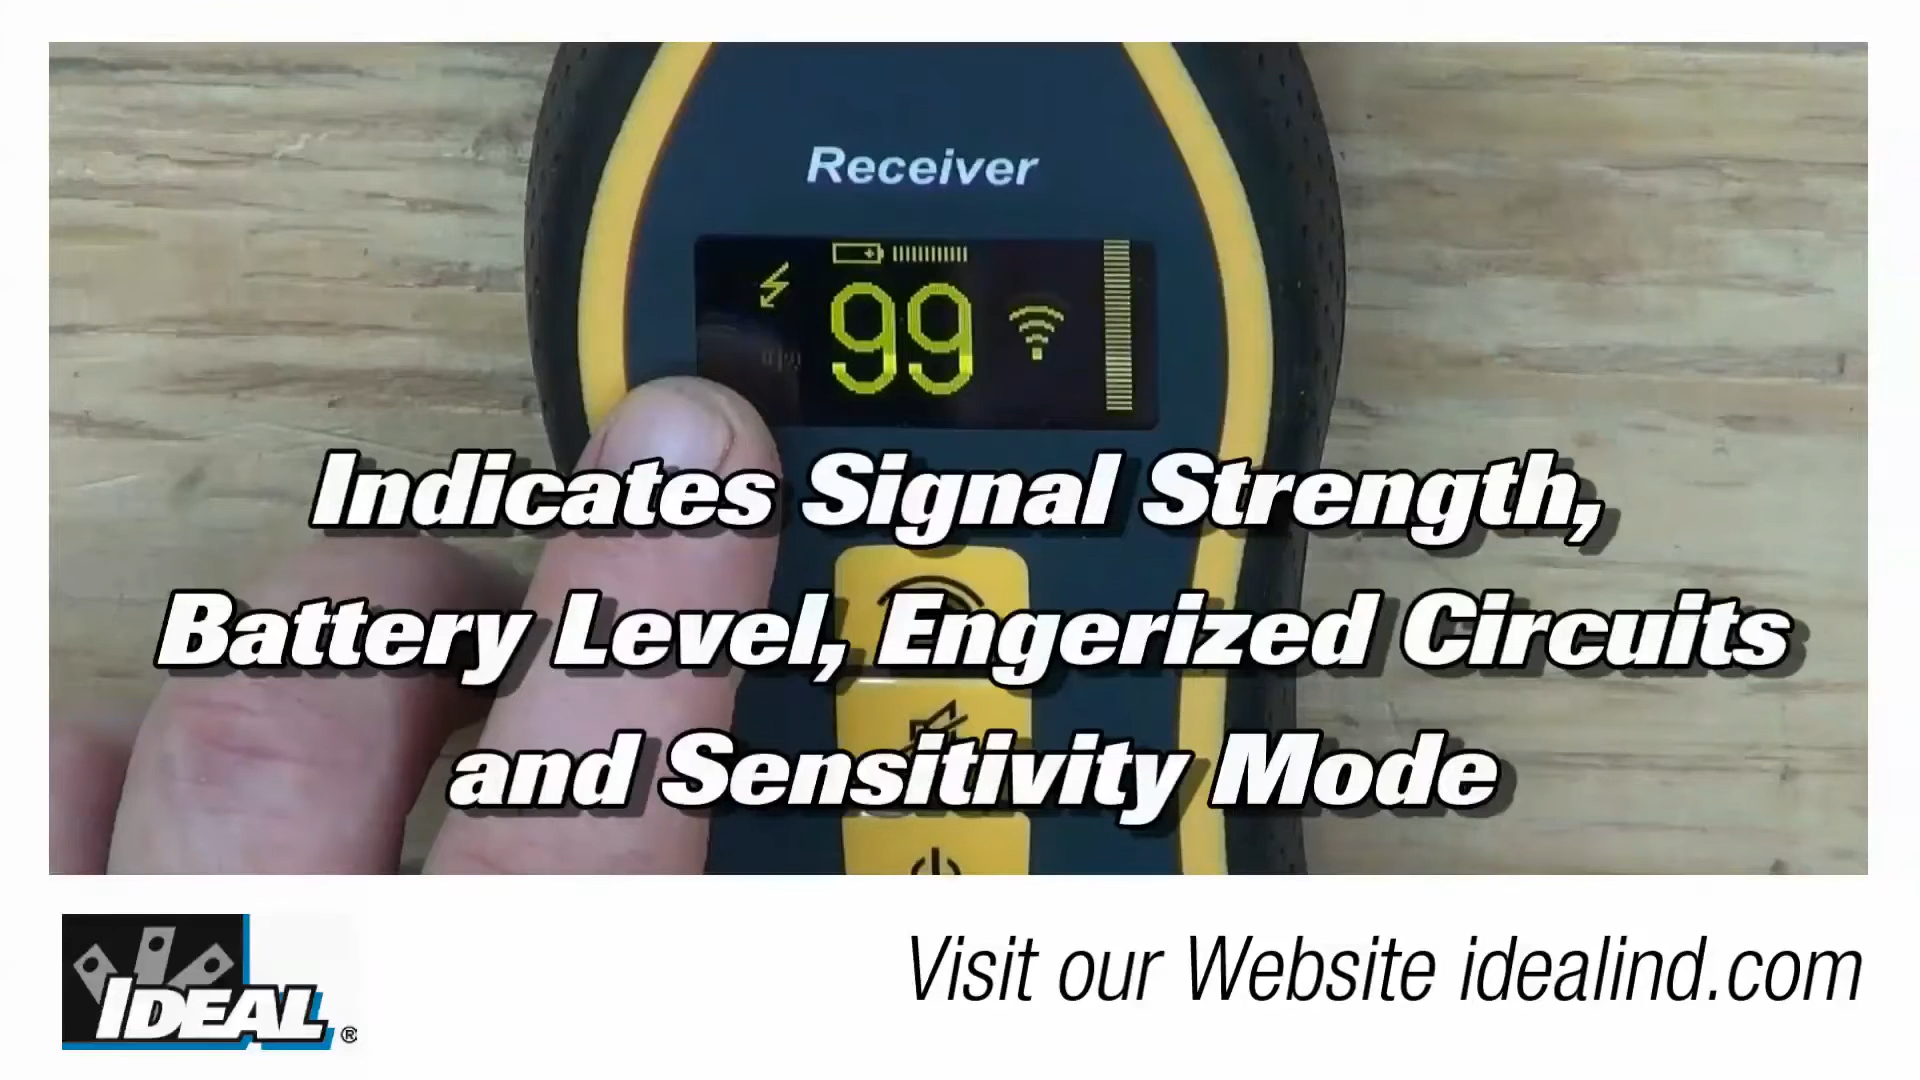 Receiver
99
Indicates Signal Strength,
Battery Level, Engerized Circuits
and Sensitivity Mode
IDEAL®
Visit our Website idealind.com